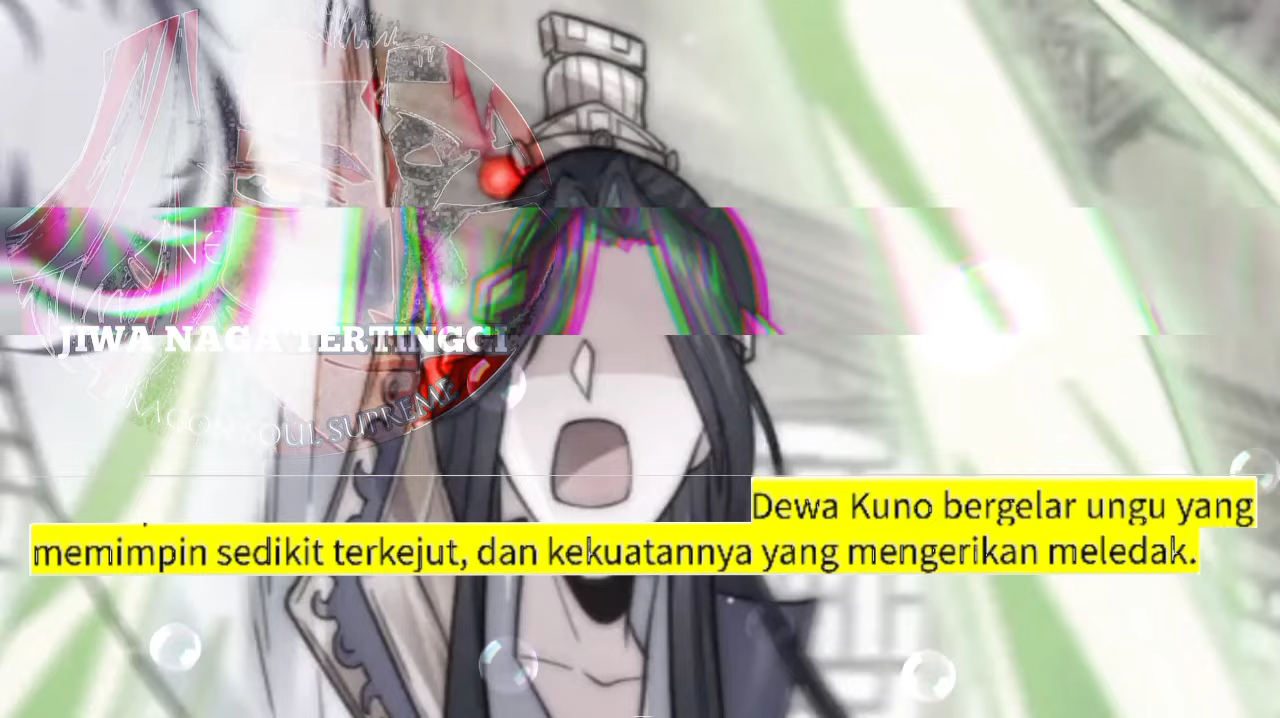 JIWA NAGA TERTINGGI
DRAGON SOUL SUPREME
Dewa Kuno bergelar ungu yang
memimpin sedikit terkejut, dan kekuatannya yang mengerikan meledak.